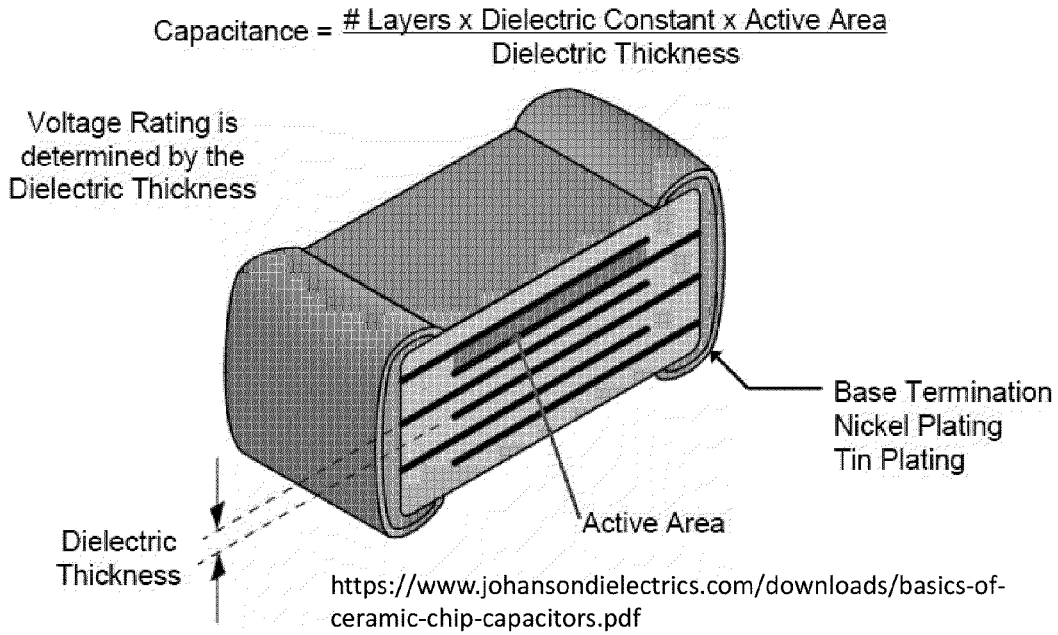 Capacitance = # Layers x Dielectric Constant x Active Area
Dielectric Thickness
Voltage Rating is
determined by the
Dielectric Thickness
Base Termination
Nickel Plating
Tin Plating
Active Area
Dielectric
Thickness
https://www.johansondielectrics.com/downloads/basics-of-
ceramic-chip-capacitors.pdf